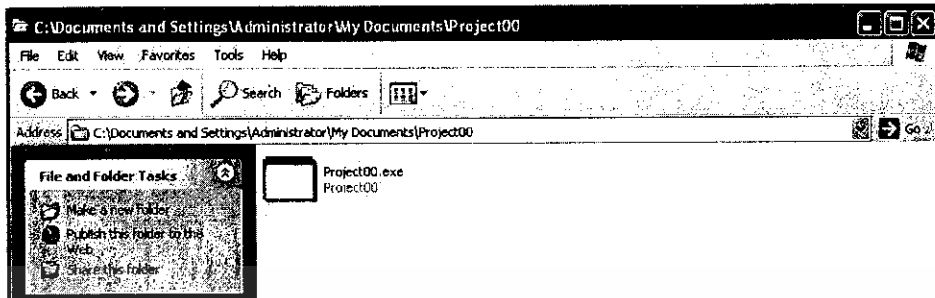 C:\Documents and Settings\Administrator\My Documents\Project00
File Edit View Favorites Tools Help
Back Search Folders
Address C:\Documents and Settings\Administrator\My Documents\Project00 Go
File and Folder Tasks
Make a new folder
Publish this folder to the
Web
Share this folder
Project00.exe
Project00